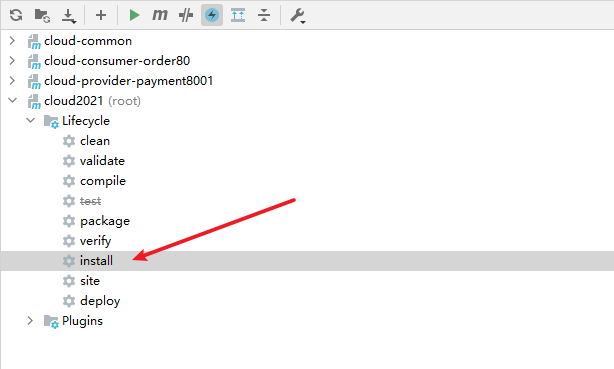 cloud-common
cloud-consumer-order80
cloud-provider-payment8001
cloud2021 (root)
Lifecycle
clean
validate
compile
test
package
verify
install
site
deploy
Plugins